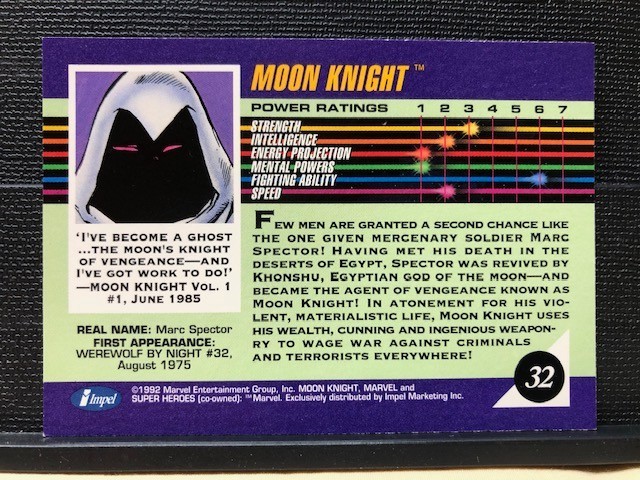 MOON KNIGHT™
POWER RATINGS 1 2 3 4 5 6 7
STRENGTH
INTELLIGENCE
ENERGY PROJECTION
MENTAL POWERS
FIGHTING ABILITY
SPEED
'I'VE BECOME A GHOST
...THE MOON'S KNIGHT
OF VENGEANCE—AND
I'VE GOT WORK TO DO!'
—MOON KNIGHT VOL. 1
#1, JUNE 1985
REAL NAME: Marc Spector
FIRST APPEARANCE:
WEREWOLF BY NIGHT #32,
August 1975
FEW MEN ARE GRANTED A SECOND CHANCE LIKE
THE ONE GIVEN MERCENARY SOLDIER MARC
SPECTOR! HAVING MET HIS DEATH IN THE
DESERTS OF EGYPT, SPECTOR WAS REVIVED BY
KHONSHU, EGYPTIAN GOD OF THE MOON—AND
BECAME THE AGENT OF VENGEANCE KNOWN AS
MOON KNIGHT! IN ATONEMENT FOR HIS VIO-
LENT, MATERIALISTIC LIFE, MOON KNIGHT USES
HIS WEALTH, CUNNING AND INGENIOUS WEAPON-
RY TO WAGE WAR AGAINST CRIMINALS
AND TERRORISTS EVERYWHERE!
32
Impel
©1992 Marvel Entertainment Group, Inc. MOON KNIGHT, MARVEL and
SUPER HEROES (co-owned): ™Marvel. Exclusively distributed by Impel Marketing Inc.